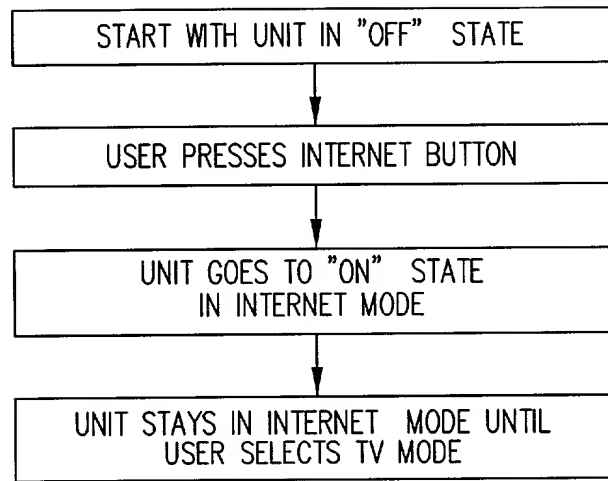 START WITH UNIT IN "OFF" STATE
USER PRESSES INTERNET BUTTON
UNIT GOES TO "ON" STATE
IN INTERNET MODE
UNIT STAYS IN INTERNET MODE UNTIL
USER SELECTS TV MODE